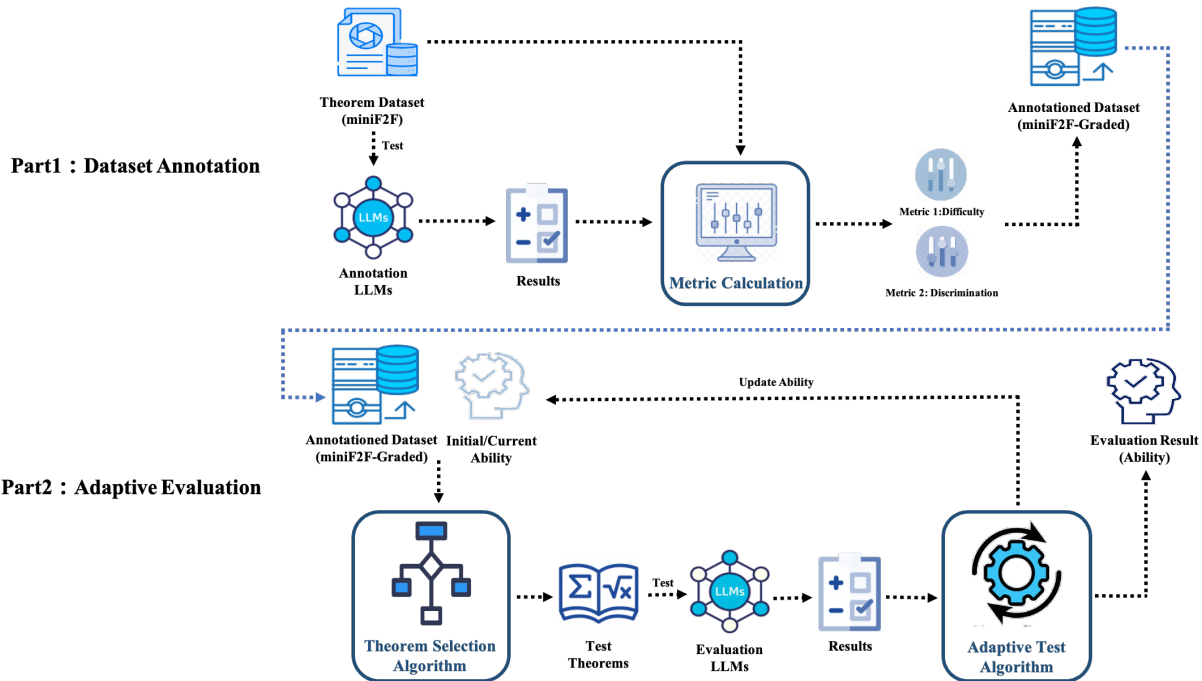 Theorem Dataset
(miniF2F)
Test
Part1：Dataset Annotation
LLMs
Annotation
LLMs
Results
Metric Calculation
Metric 1:Difficulty
Metric 2: Discrimination
Annotationed Dataset
(miniF2F-Graded)
Annotationed Dataset
(miniF2F-Graded)
Initial/Current
Ability
Update Ability
Evaluation Result
(Ability)
Part2：Adaptive Evaluation
Theorem Selection
Algorithm
Σ √x
Test
Theorems
Test
LLMs
Evaluation
LLMs
Results
Adaptive Test
Algorithm